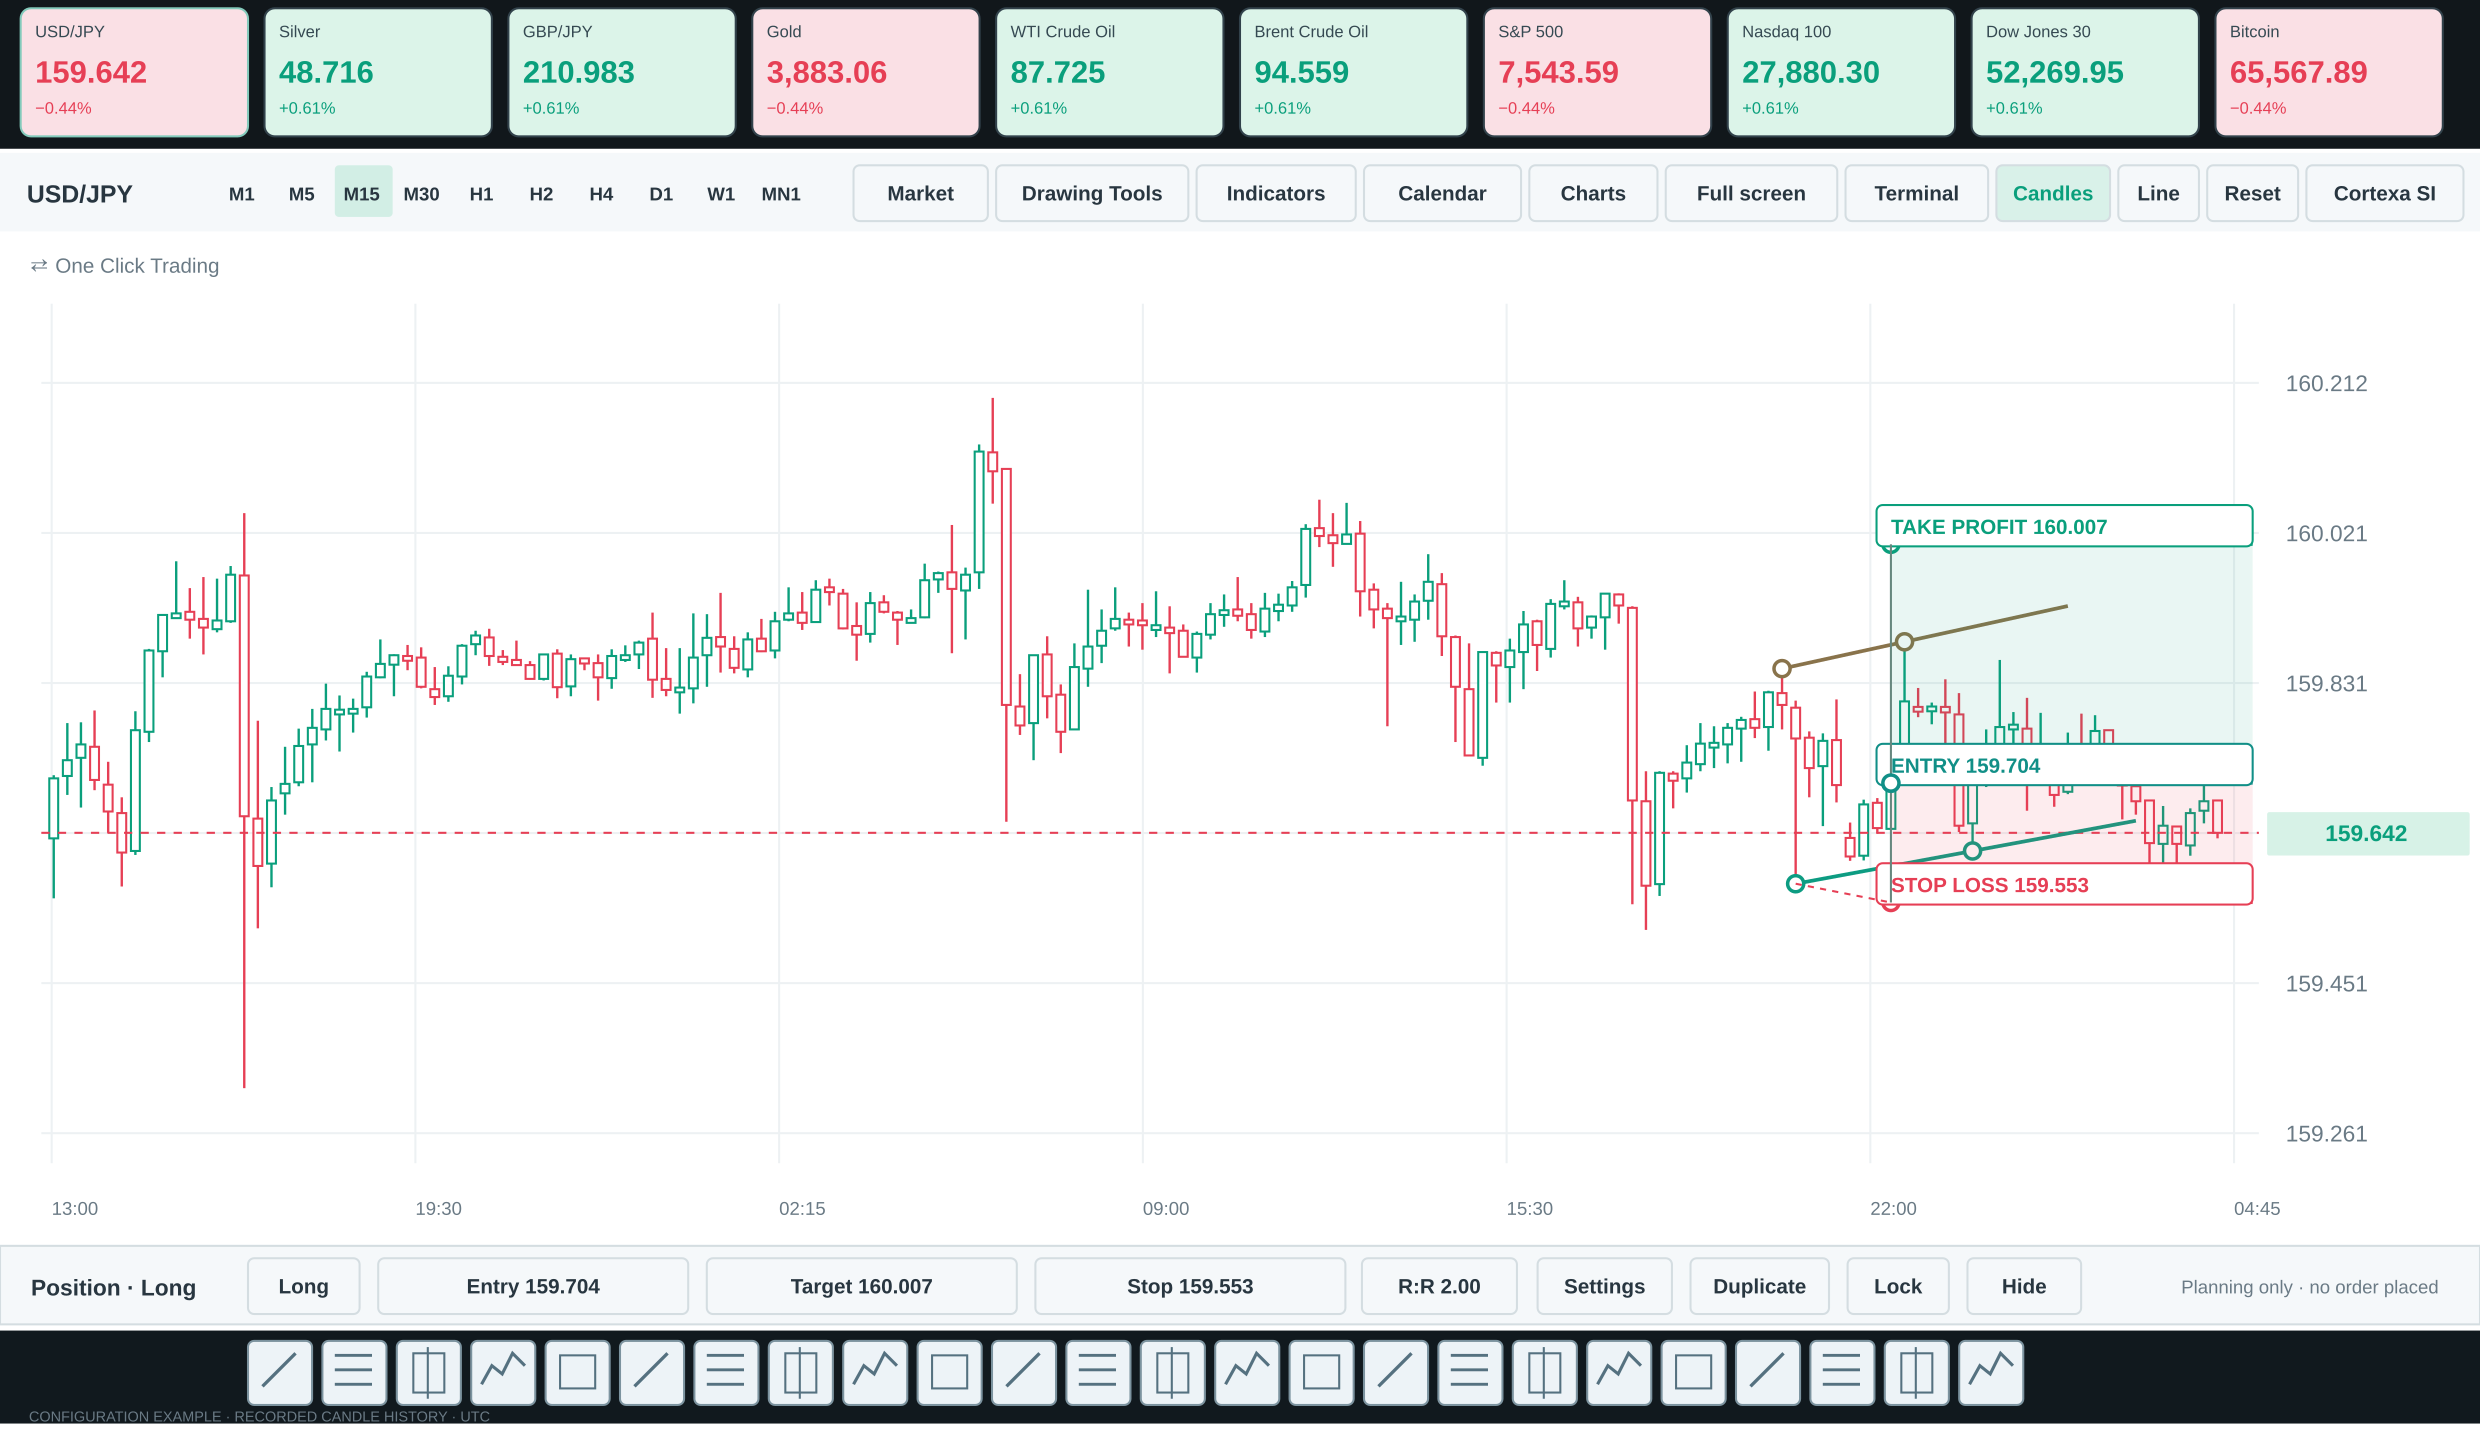 USD/JPY
159.642
−0.44%
Silver
48.716
+0.61%
GBP/JPY
210.983
+0.61%
Gold
3,883.06
−0.44%
WTI Crude Oil
87.725
+0.61%
Brent Crude Oil
94.559
+0.61%
S&P 500
7,543.59
−0.44%
Nasdaq 100
27,880.30
+0.61%
Dow Jones 30
52,269.95
+0.61%
Bitcoin
65,567.89
−0.44%
USD/JPY M1 M5 M15 M30 H1 H2 H4 D1 W1 MN1 Market Drawing Tools Indicators Calendar Charts Full screen Terminal Candles Line Reset Cortexa SI
⇄ One Click Trading
160.212
TAKE PROFIT 160.007
160.021
159.831
ENTRY 159.704
159.642
STOP LOSS 159.553
159.451
159.261
13:00 19:30 02:15 09:00 15:30 22:00 04:45
Position · Long Long Entry 159.704 Target 160.007 Stop 159.553 R:R 2.00 Settings Duplicate Lock Hide Planning only · no order placed
CONFIGURATION EXAMPLE · RECORDED CANDLE HISTORY · UTC